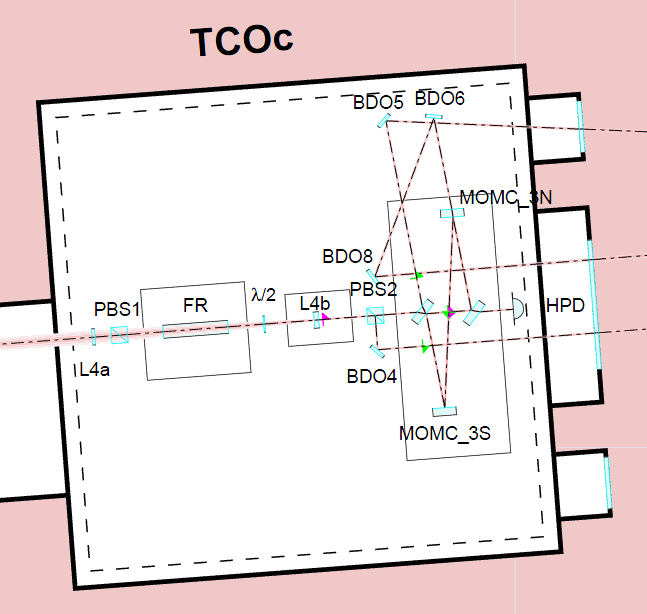 TCOc
BDO5
BDO6
MOMC_3N
BDO8
PBS2
λ/2
L4b
FR
PBS1
HPD
L4a
BDO4
MOMC_3S